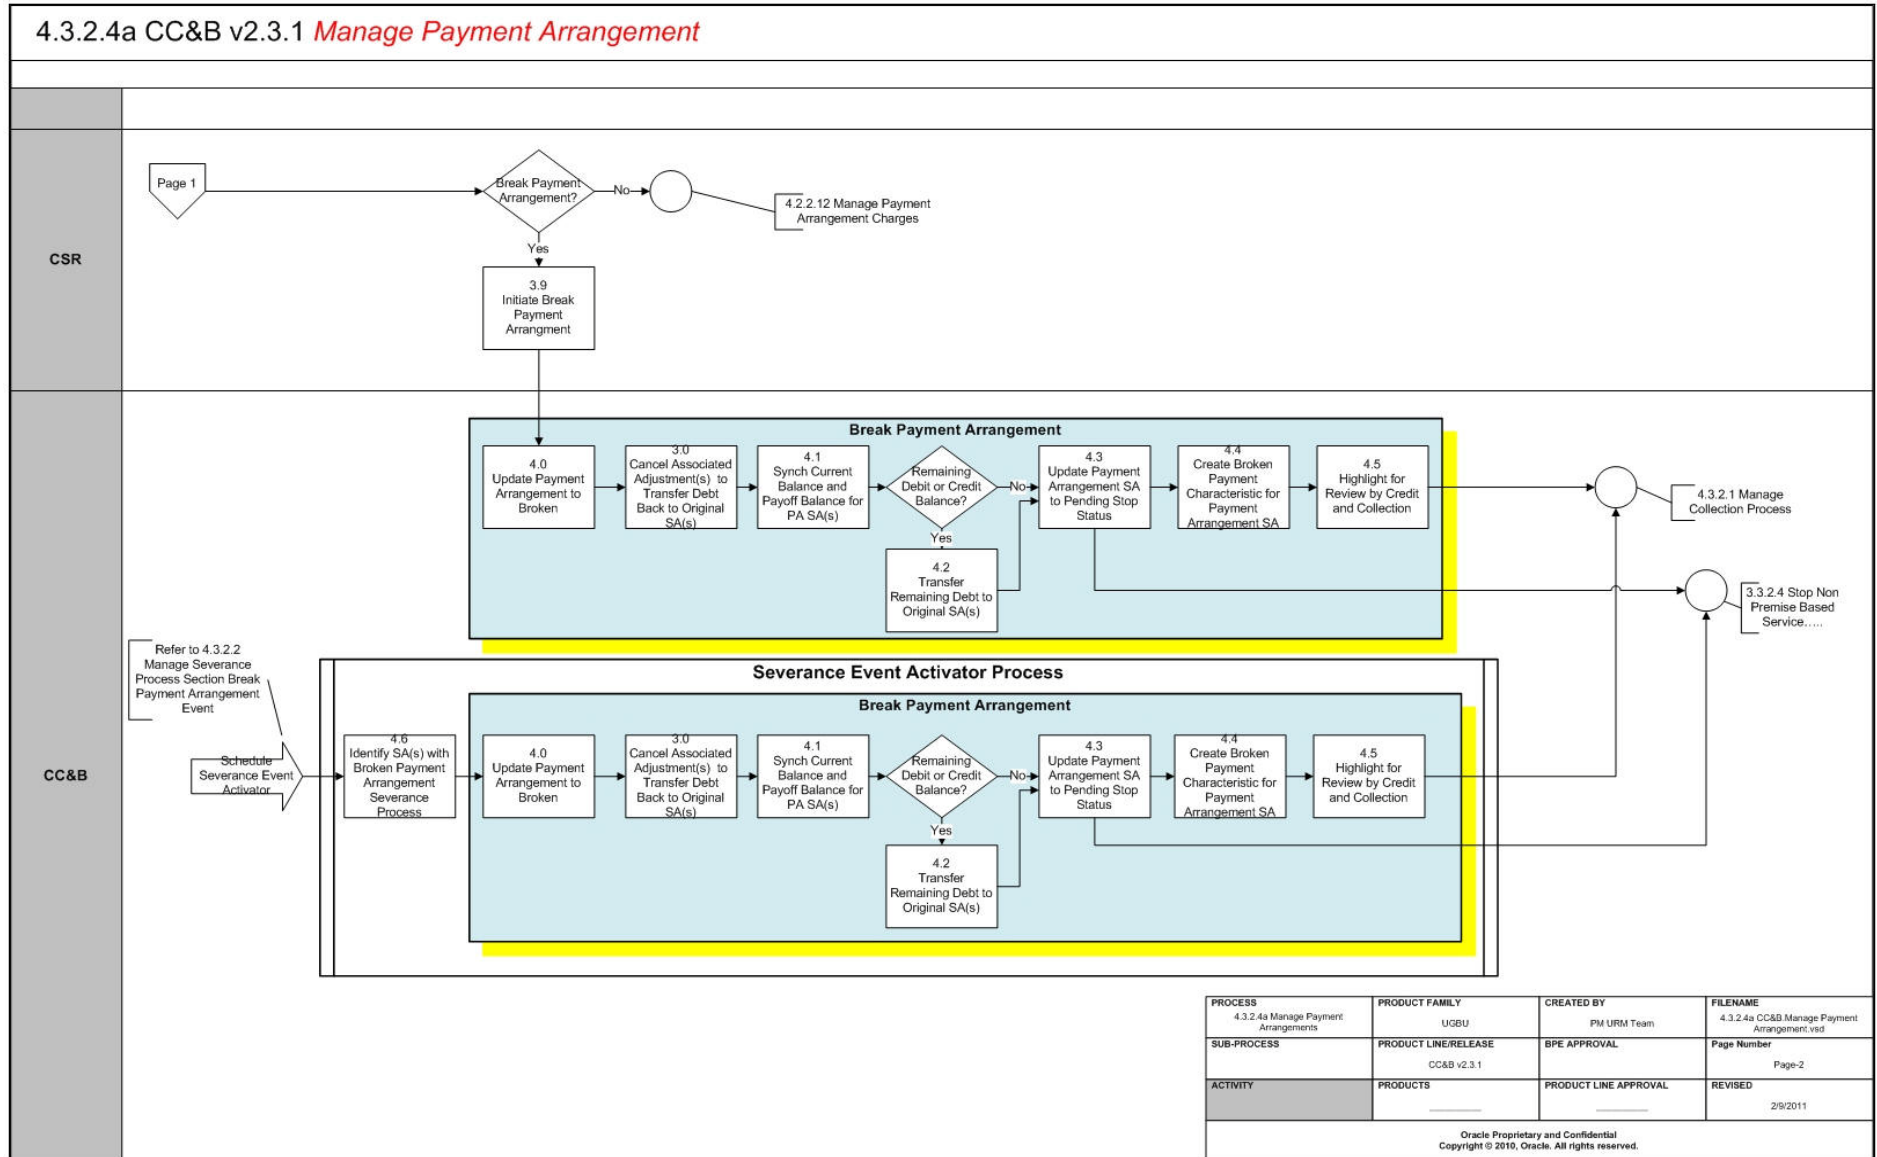 4.3.2.4a CC&B v2.3.1 Manage Payment Arrangement
CSR
Page 1
Break Payment
Arrangement?
No
4.2.2.12 Manage Payment
Arrangement Charges
Yes
3.9
Initiate Break
Payment
Arrangment
CC&B
Break Payment Arrangement
4.0
Update Payment
Arrangement to
Broken
3.0
Cancel Associated
Adjustment(s) to
Transfer Debt
Back to Original
SA(s)
4.1
Synch Current
Balance and
Payoff Balance for
PA SA(s)
Remaining
Debit or Credit
Balance?
No
Yes
4.2
Transfer
Remaining Debt to
Original SA(s)
4.3
Update Payment
Arrangement SA
to Pending Stop
Status
4.4
Create Broken
Payment
Characteristic for
Payment
Arrangement SA
4.5
Highlight for
Review by Credit
and Collection
4.3.2.1 Manage
Collection Process
3.3.2.4 Stop Non
Premise Based
Service.....
Refer to 4.3.2.2
Manage Severance
Process Section Break
Payment Arrangement
Event
Schedule
Severance Event
Activator
Severance Event Activator Process
4.6
Identify SA(s) with
Broken Payment
Arrangement
Severance
Process
Break Payment Arrangement
4.0
Update Payment
Arrangement to
Broken
3.0
Cancel Associated
Adjustment(s) to
Transfer Debt
Back to Original
SA(s)
4.1
Synch Current
Balance and
Payoff Balance for
PA SA(s)
Remaining
Debit or Credit
Balance?
No
Yes
4.2
Transfer
Remaining Debt to
Original SA(s)
4.3
Update Payment
Arrangement SA
to Pending Stop
Status
4.4
Create Broken
Payment
Characteristic for
Payment
Arrangement SA
4.5
Highlight for
Review by Credit
and Collection
PROCESS
4.3.2.4a Manage Payment
Arrangements
PRODUCT FAMILY
UGBU
CREATED BY
PM URM Team
FILENAME
4.3.2.4a CC&B.Manage Payment
Arrangement.vsd
SUB-PROCESS
PRODUCT LINE/RELEASE
CC&B v2.3.1
BPE APPROVAL
Page Number
Page-2
ACTIVITY
PRODUCTS
PRODUCT LINE APPROVAL
REVISED
2/9/2011
Oracle Proprietary and Confidential
Copyright © 2010, Oracle. All rights reserved.